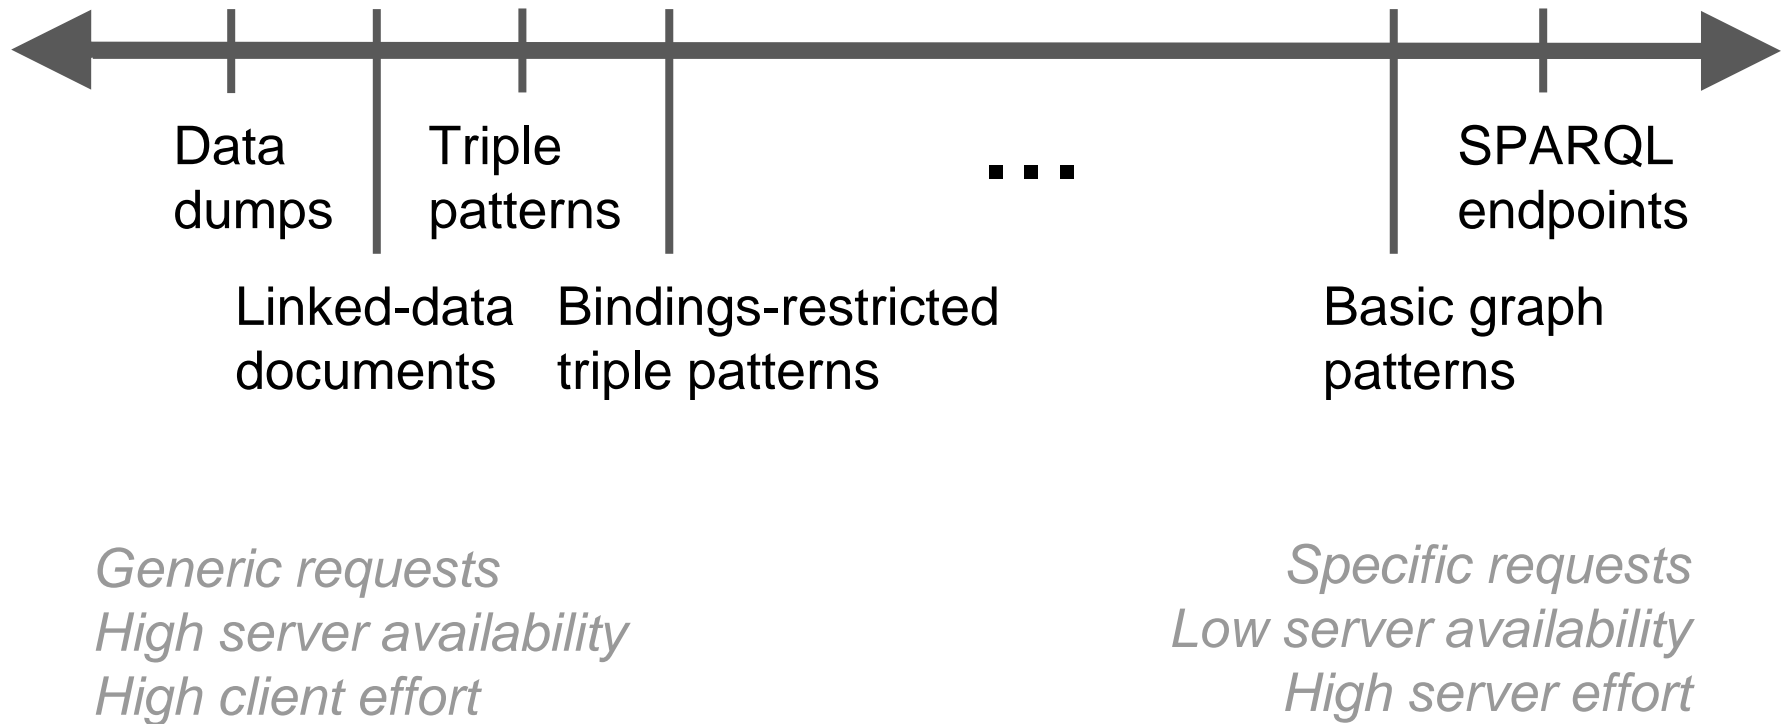 Data
dumps
Triple
patterns
...
SPARQL
endpoints
Linked-data
documents
Bindings-restricted
triple patterns
Basic graph
patterns
Generic requests
High server availability
High client effort
Specific requests
Low server availability
High server effort